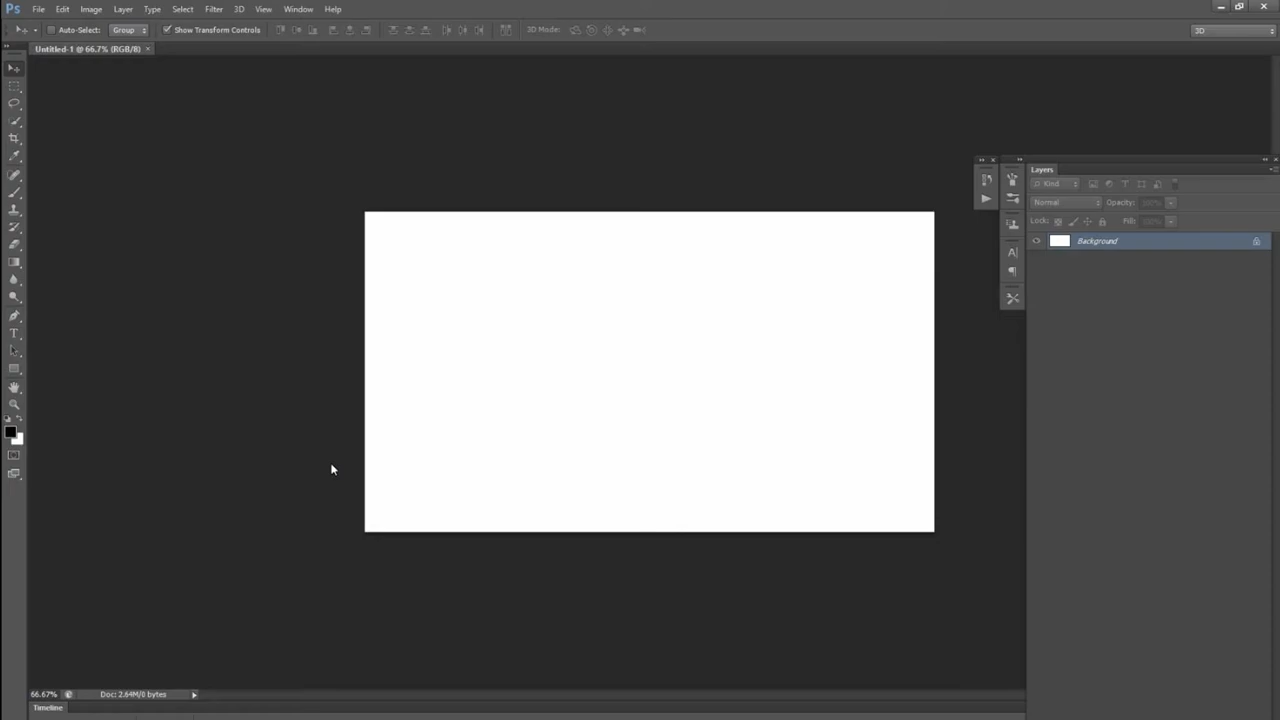 Ps File Edit Image Layer Type Select Filter 3D View Window Help
Auto-Select: Group Show Transform Controls 3D Mode: 3D
Untitled-1 @ 66.7% (RGB/8) ×
Layers
Kind
Normal Opacity: 100%
Lock: Fill: 100%
Background
66.67% Doc: 2.64M/0 bytes
Timeline